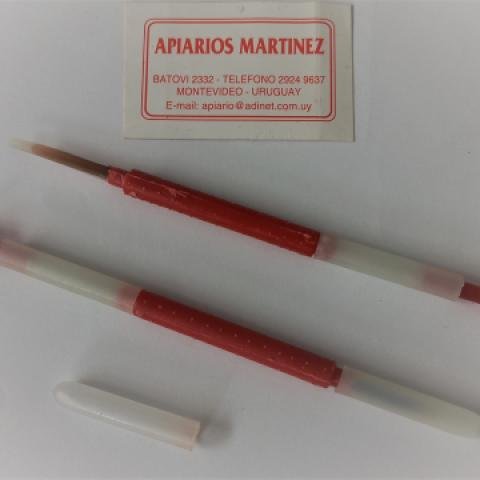 APIARIOS MARTINEZ
BATOVI 2332 - TELEFONO 2924 9637
MONTEVIDEO - URUGUAY
E-mail: apiario@adinet.com.uy